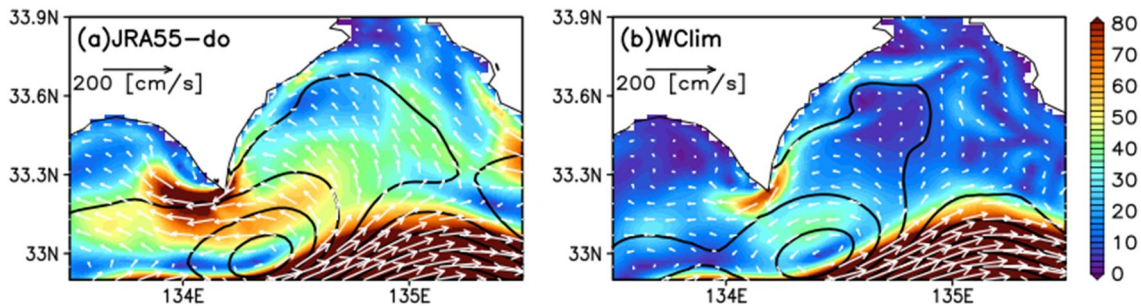 33.9N
(a)JRA55−do
200 [cm/s]
33.6N
33.3N
33N
134E 135E
33.9N
(b)WClim
200 [cm/s]
33.6N
33.3N
33N
134E 135E
80
70
60
50
40
30
20
10
0